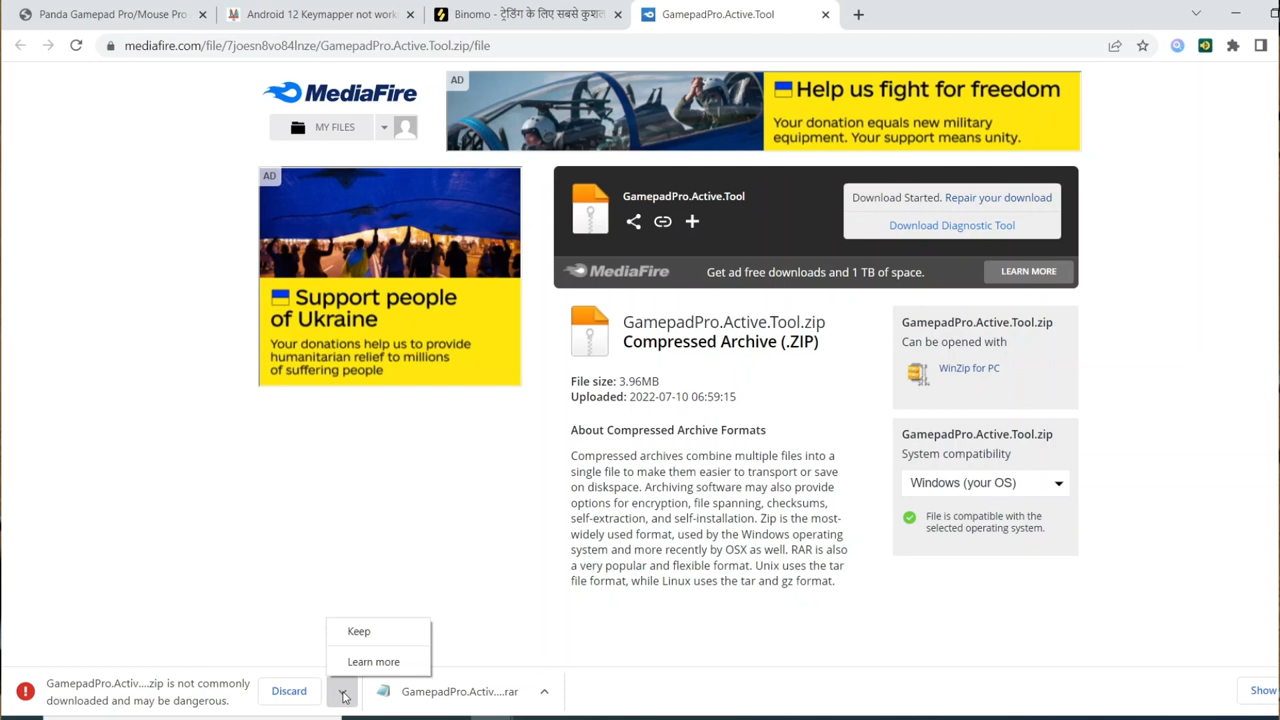 Panda Gamepad Pro/Mouse Pro
Android 12 Keymapper not work
Binomo - ट्रेडिंग के लिए सबसे कुशल
GamepadPro.Active.Tool
mediafire.com/file/7joesn8vo84lnze/GamepadPro.Active.Tool.zip/file
MediaFire
MY FILES
AD
Help us fight for freedom
Your donation equals new military
equipment. Your support means unity.
AD
Support people
of Ukraine
Your donations help us to provide
humanitarian relief to millions
of suffering people
GamepadPro.Active.Tool
Download Started. Repair your download
Download Diagnostic Tool
MediaFire
Get ad free downloads and 1 TB of space.
LEARN MORE
GamepadPro.Active.Tool.zip
Compressed Archive (.ZIP)
File size: 3.96MB
Uploaded: 2022-07-10 06:59:15
About Compressed Archive Formats
Compressed archives combine multiple files into a
single file to make them easier to transport or save
on diskspace. Archiving software may also provide
options for encryption, file spanning, checksums,
self-extraction, and self-installation. Zip is the most-
widely used format, used by the Windows operating
system and more recently by OSX as well. RAR is also
a very popular and flexible format. Unix uses the tar
file format, while Linux uses the tar and gz format.
GamepadPro.Active.Tool.zip
Can be opened with
WinZip for PC
GamepadPro.Active.Tool.zip
System compatibility
Windows (your OS)
File is compatible with the
selected operating system.
Keep
Learn more
GamepadPro.Activ....zip is not commonly
downloaded and may be dangerous.
Discard
GamepadPro.Activ....rar
Show